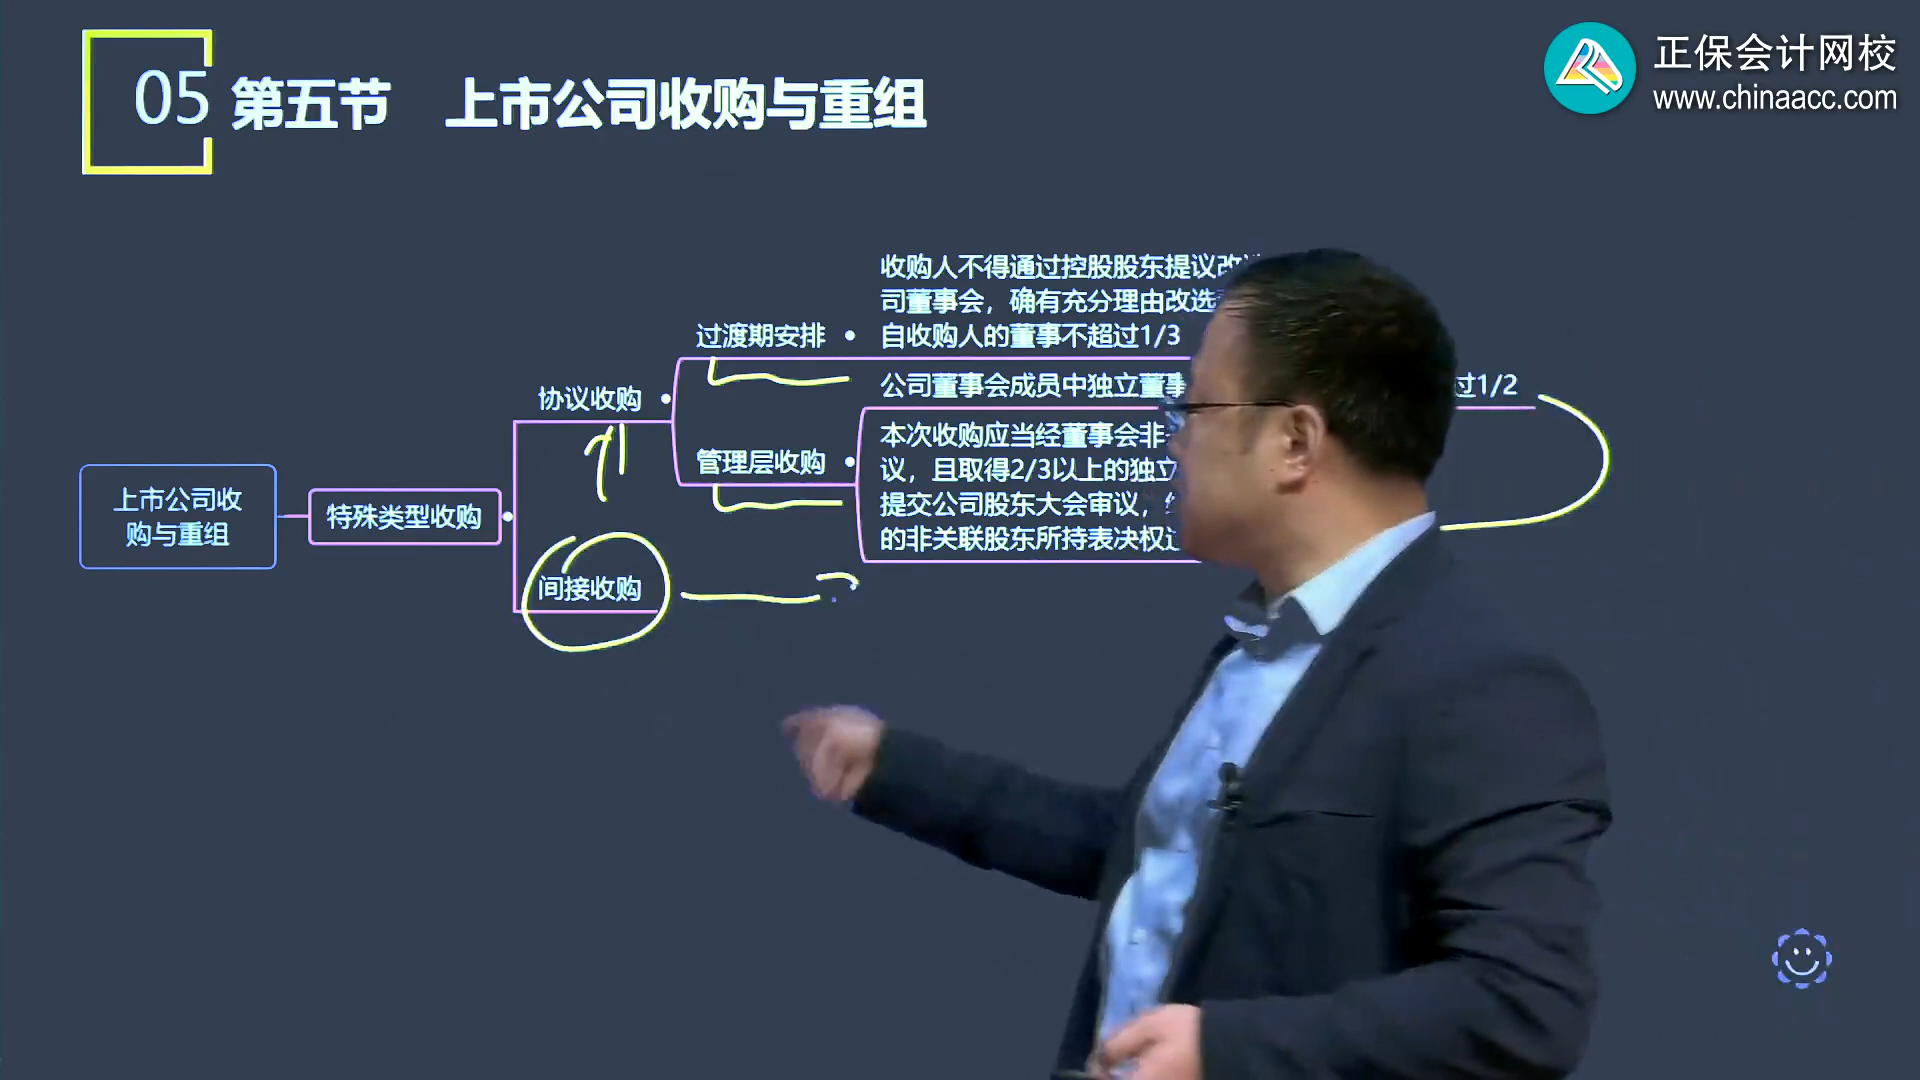 05 第五节 上市公司收购与重组
正保会计网校
www.chinaacc.com
收购人不得通过控股股东提议改
司董事会，确有充分理由改选
过渡期安排
自收购人的董事不超过1/3
公司董事会成员中独立董
过1/2
协议收购
本次收购应当经董事会非
管理层收购
议，且取得2/3以上的独立
提交公司股东大会审议，
的非关联股东所持表决权
上市公司收
购与重组
特殊类型收购
间接收购